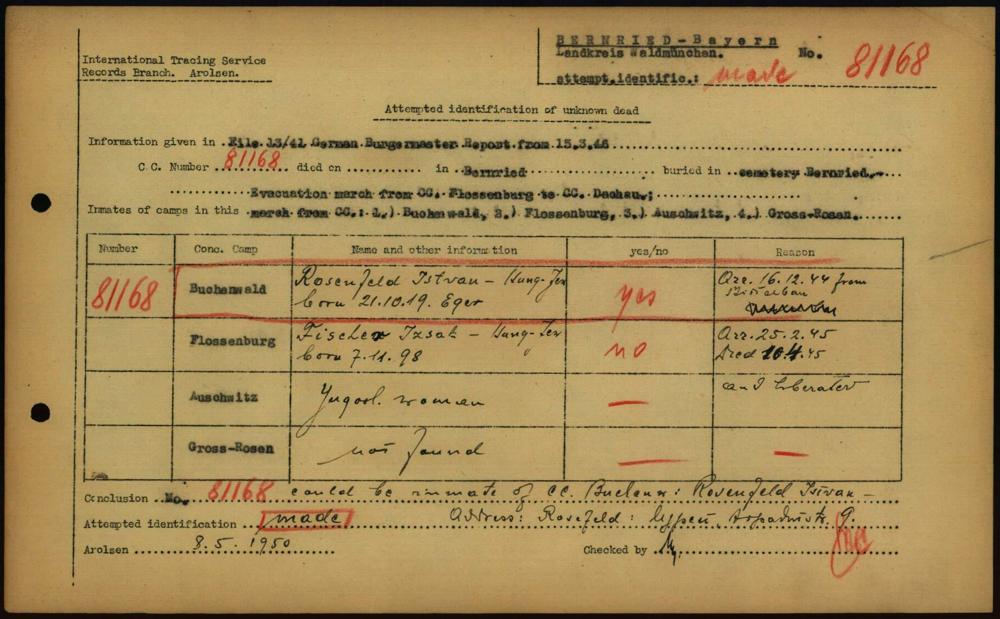 International Tracing Service
Records Branch. Arolsen.
BERNRIED-Bayern
Landkreis Waldmünchen.
No. 81168
attempt.identific.: made
Attempted identification of unknown dead
Information given in File 13/41 German Burgermaster Report from 15.3.46
C.C. Number 81168 died on in Bernried buried in cemetery Bernried.
Evacuation march from CC. Flossenburg to CC. Dachau;
Inmates of camps in this march from CC.: 1.) Buchenwald, 2.) Flossenburg, 3.) Auschwitz, 4.) Gross-Rosen.
Number Conc. Camp Name and other information yes/no Reason
81168 Buchenwald Rosenfeld Istvan - Hung-Jew born 21.10.19. Eger yes Arr. 16.12.44 from
Flossenburg Fischer Izsak - Hung-Jew born 7.11.98 no Arr. 25.2.45 Died 10.4.45
Auschwitz Yugosl. woman — and liberated
Gross-Rosen not found — —
Conclusion No. 81168 could be inmate of CC. : Rosenfeld Istvan -
Attempted identification made Address: Rosefeld: 9.
Arolsen 8.5.1950 Checked by